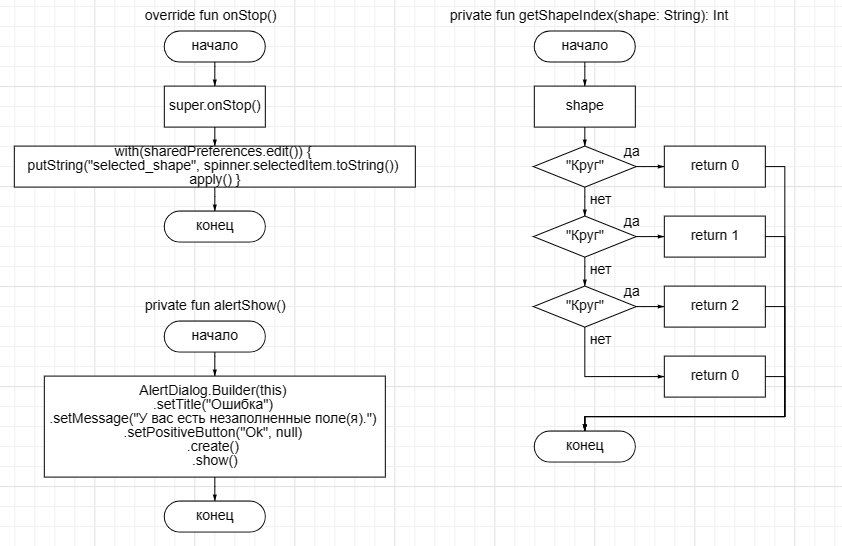 override fun onStop()
начало
super.onStop()
with(sharedPreferences.edit()) {
putString("selected_shape", spinner.selectedItem.toString())
apply() }
конец
private fun alertShow()
начало
AlertDialog.Builder(this)
.setTitle("Ошибка")
.setMessage("У вас есть незаполненные поле(я).")
.setPositiveButton("Ok", null)
.create()
.show()
конец
private fun getShapeIndex(shape: String): Int
начало
shape
"Круг"
да
return 0
нет
"Круг"
да
return 1
нет
"Круг"
да
return 2
нет
return 0
конец